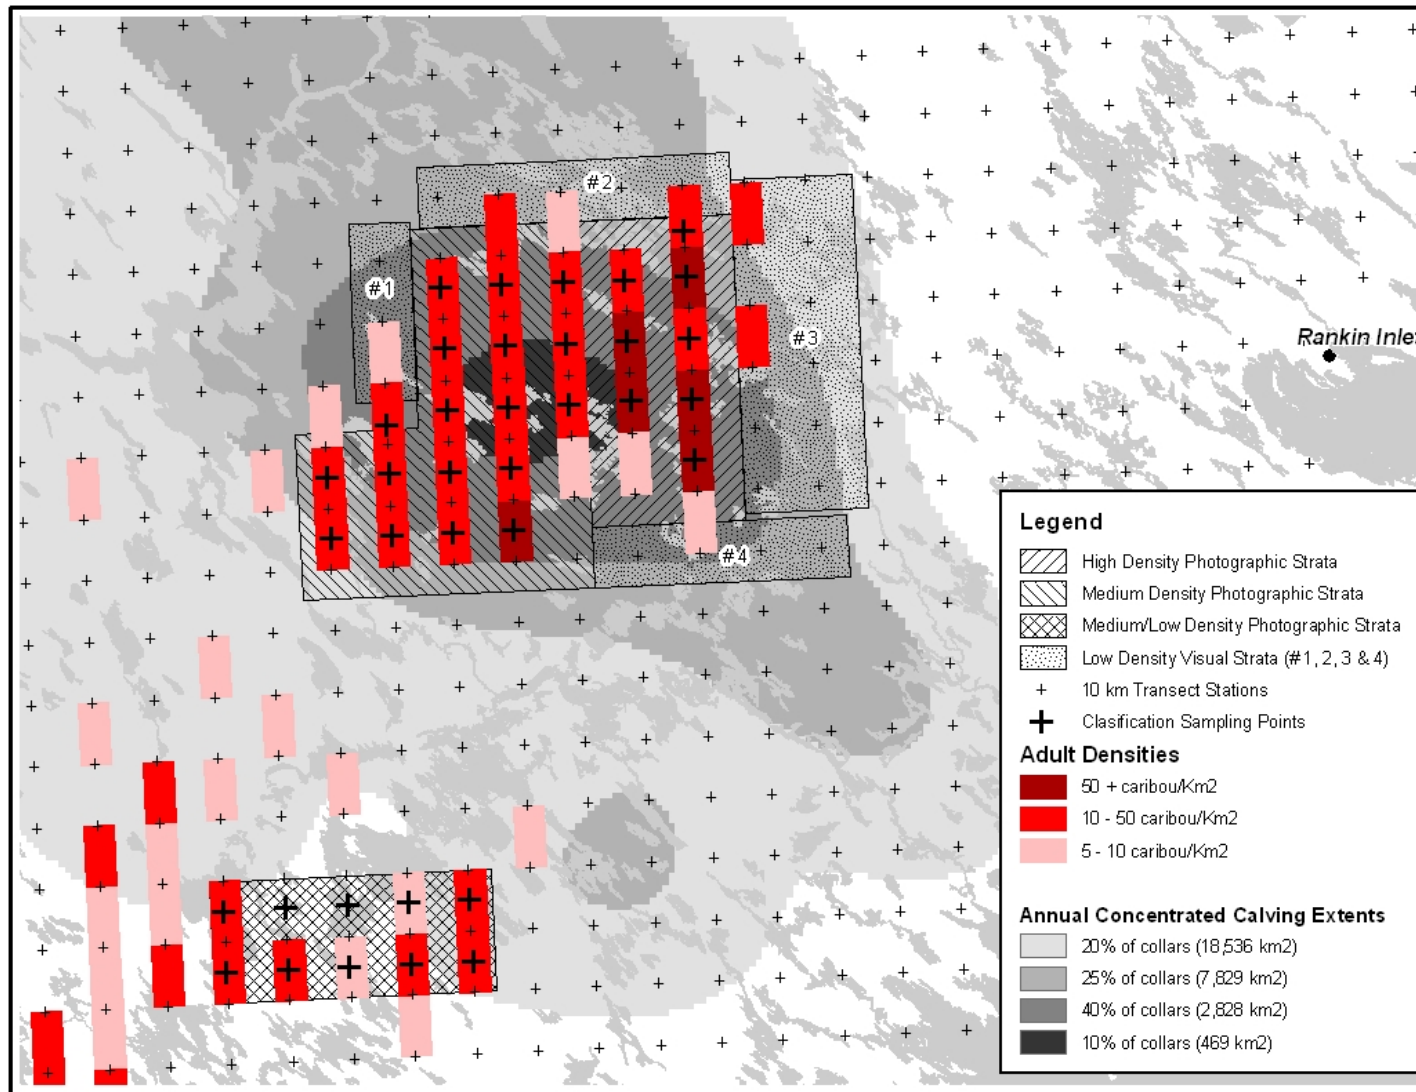 #2
#1
#3
Rankin Inle
#4
Legend
High Density Photographic Strata
Medium Density Photographic Strata
Medium/Low Density Photographic Strata
Low Density Visual Strata (#1, 2, 3 & 4)
10 km Transect Stations
Clasification Sampling Points
Adult Densities
50 + caribou/Km2
10 - 50 caribou/Km2
5 - 10 caribou/Km2
Annual Concentrated Calving Extents
20% of collars (18,536 km2)
25% of collars (7,829 km2)
40% of collars (2,828 km2)
10% of collars (469 km2)